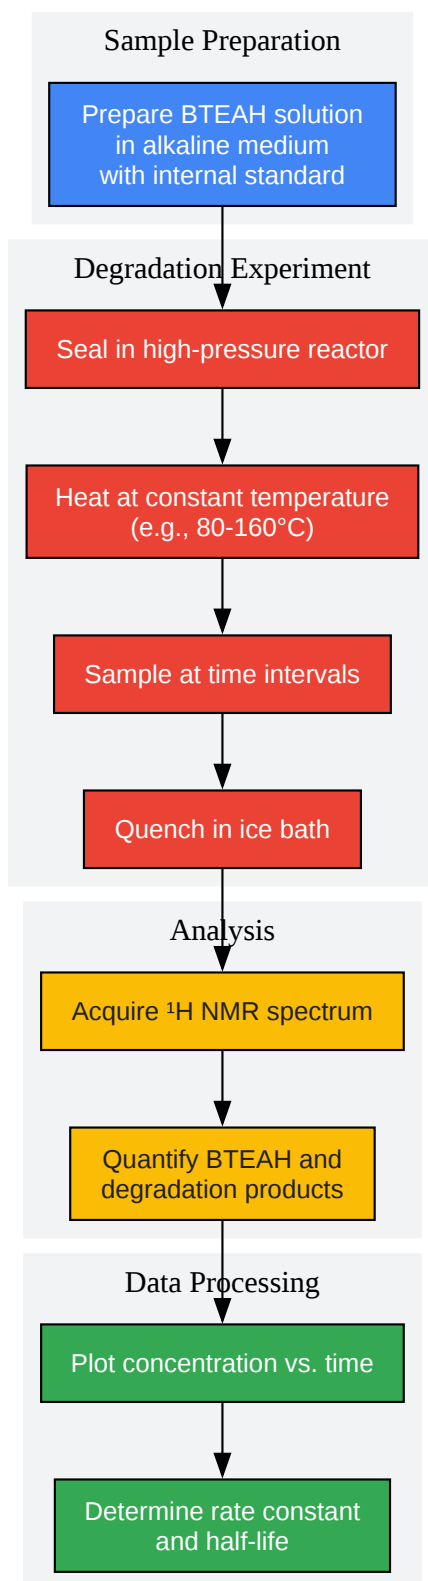 Sample Preparation
Prepare BTEAH solution
in alkaline medium
with internal standard
Degradation Experiment
Seal in high-pressure reactor
Heat at constant temperature
(e.g., 80-160°C)
Sample at time intervals
Quench in ice bath
Analysis
Acquire ¹H NMR spectrum
Quantify BTEAH and
degradation products
Data Processing
Plot concentration vs. time
Determine rate constant
and half-life